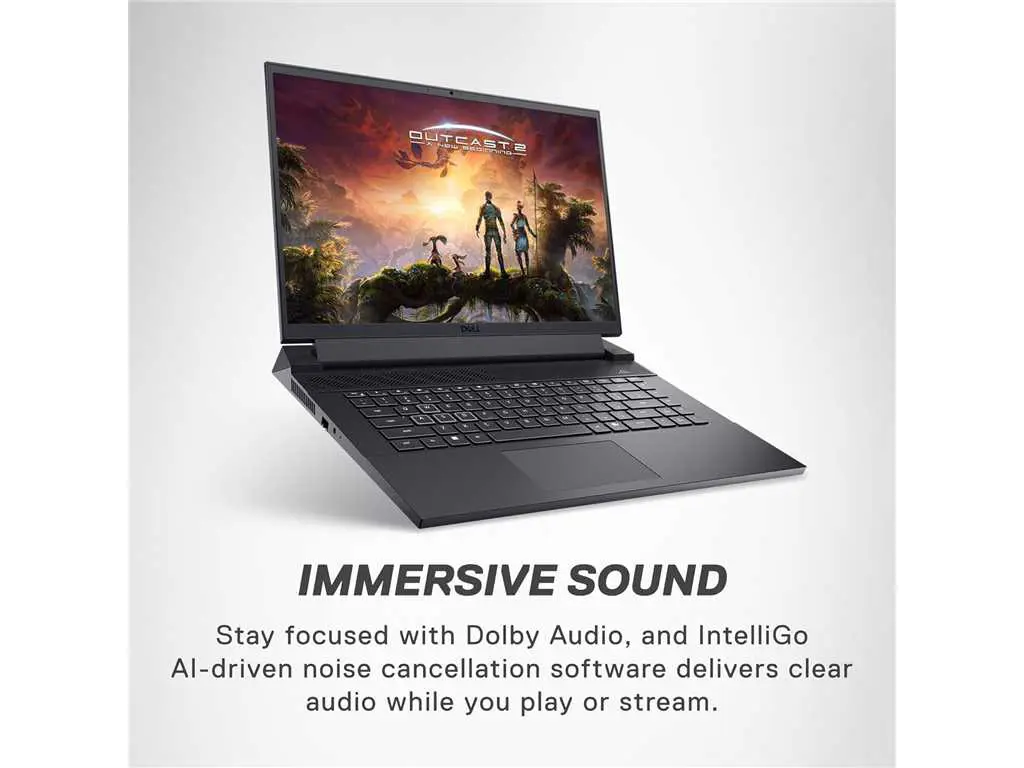 OUTCAST 2
A NEW BEGINNING
DELL
IMMERSIVE SOUND
Stay focused with Dolby Audio, and IntelliGo
AI-driven noise cancellation software delivers clear
audio while you play or stream.